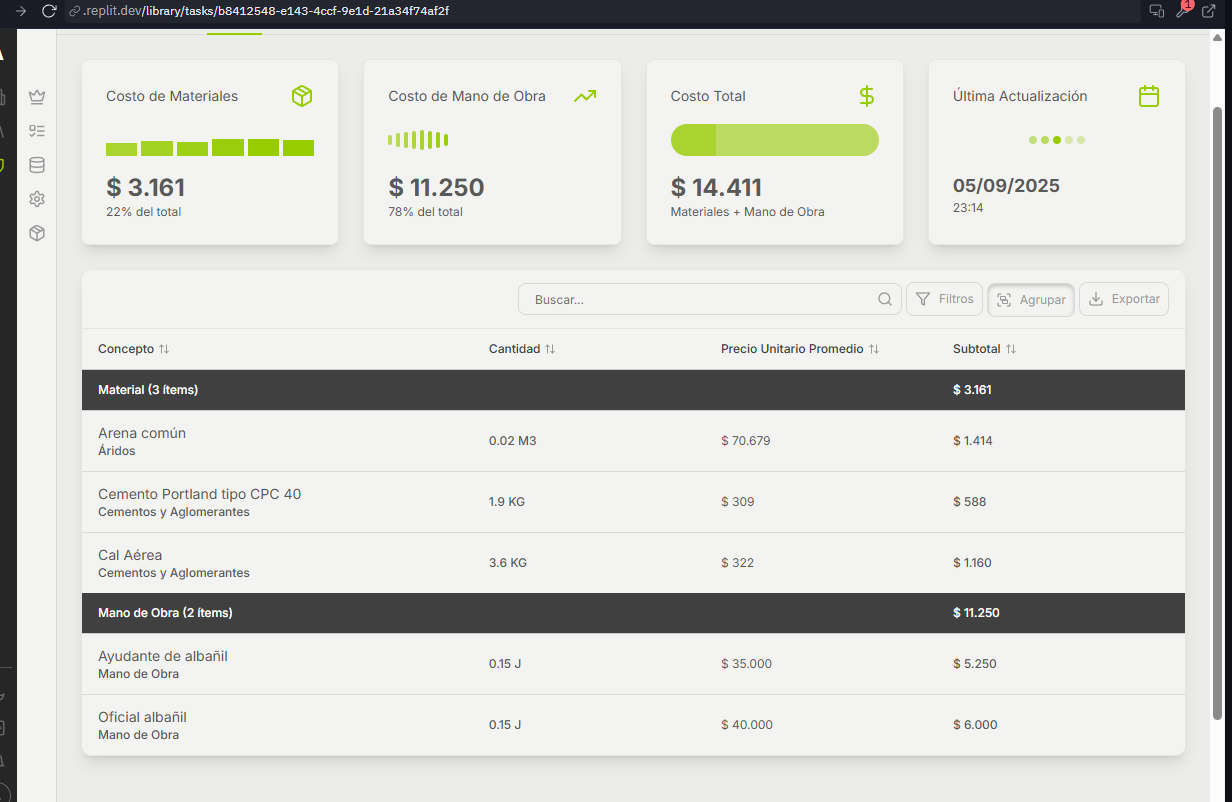 .replit.dev/library/tasks/b8412548-e143-4ccf-9e1d-21a34f74af2f
1
Costo de Materiales
$ 3.161
22% del total
Costo de Mano de Obra
$ 11.250
78% del total
Costo Total
$ 14.411
Materiales + Mano de Obra
Última Actualización
05/09/2025
23:14
Buscar...
Filtros
Agrupar
Exportar
Concepto Cantidad Precio Unitario Promedio Subtotal
Material (3 ítems) $ 3.161
Arena común
Áridos
0.02 M3 $ 70.679 $ 1.414
Cemento Portland tipo CPC 40
Cementos y Aglomerantes
1.9 KG $ 309 $ 588
Cal Aérea
Cementos y Aglomerantes
3.6 KG $ 322 $ 1.160
Mano de Obra (2 ítems) $ 11.250
Ayudante de albañil
Mano de Obra
0.15 J $ 35.000 $ 5.250
Oficial albañil
Mano de Obra
0.15 J $ 40.000 $ 6.000